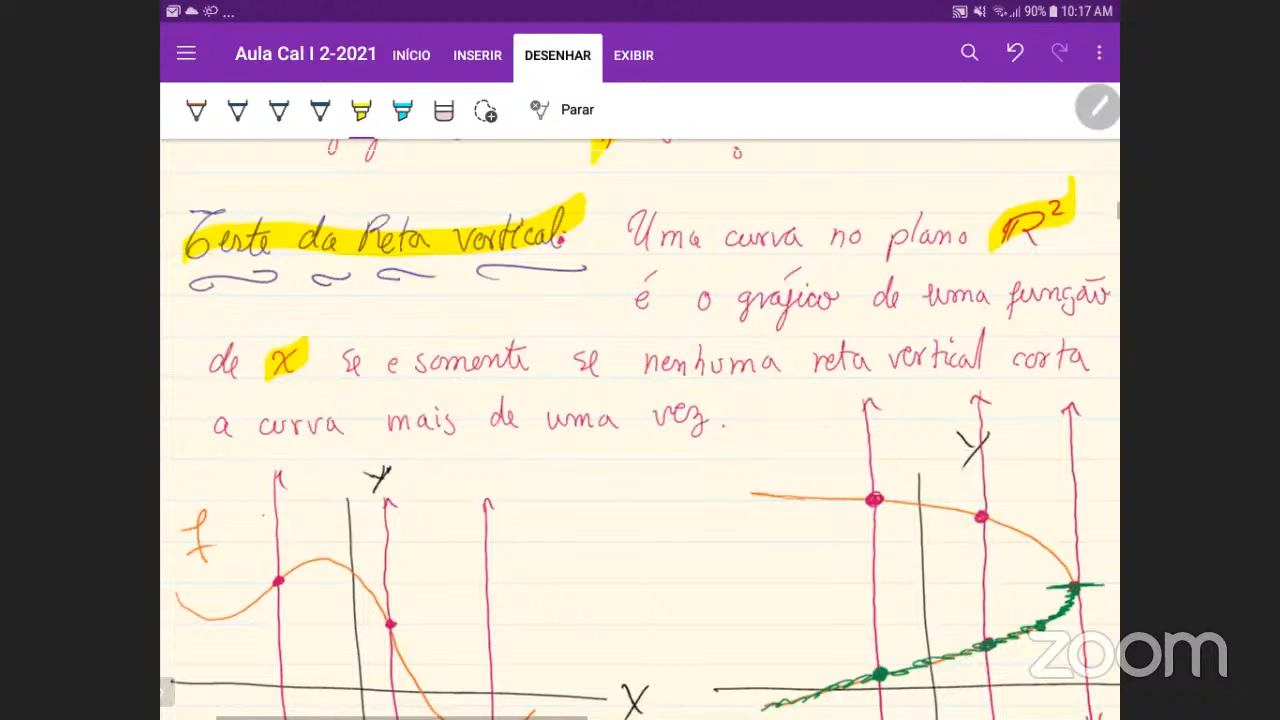 90% 10:17 AM
Aula Cal I 2-2021 INÍCIO INSERIR DESENHAR EXIBIR
Parar
Teste da Reta vertical: Uma curva no plano R²
é o gráfico de uma função
de x se e somente se nenhuma reta vertical corta
a curva mais de uma vez.
Y
Y
f
zoom
X